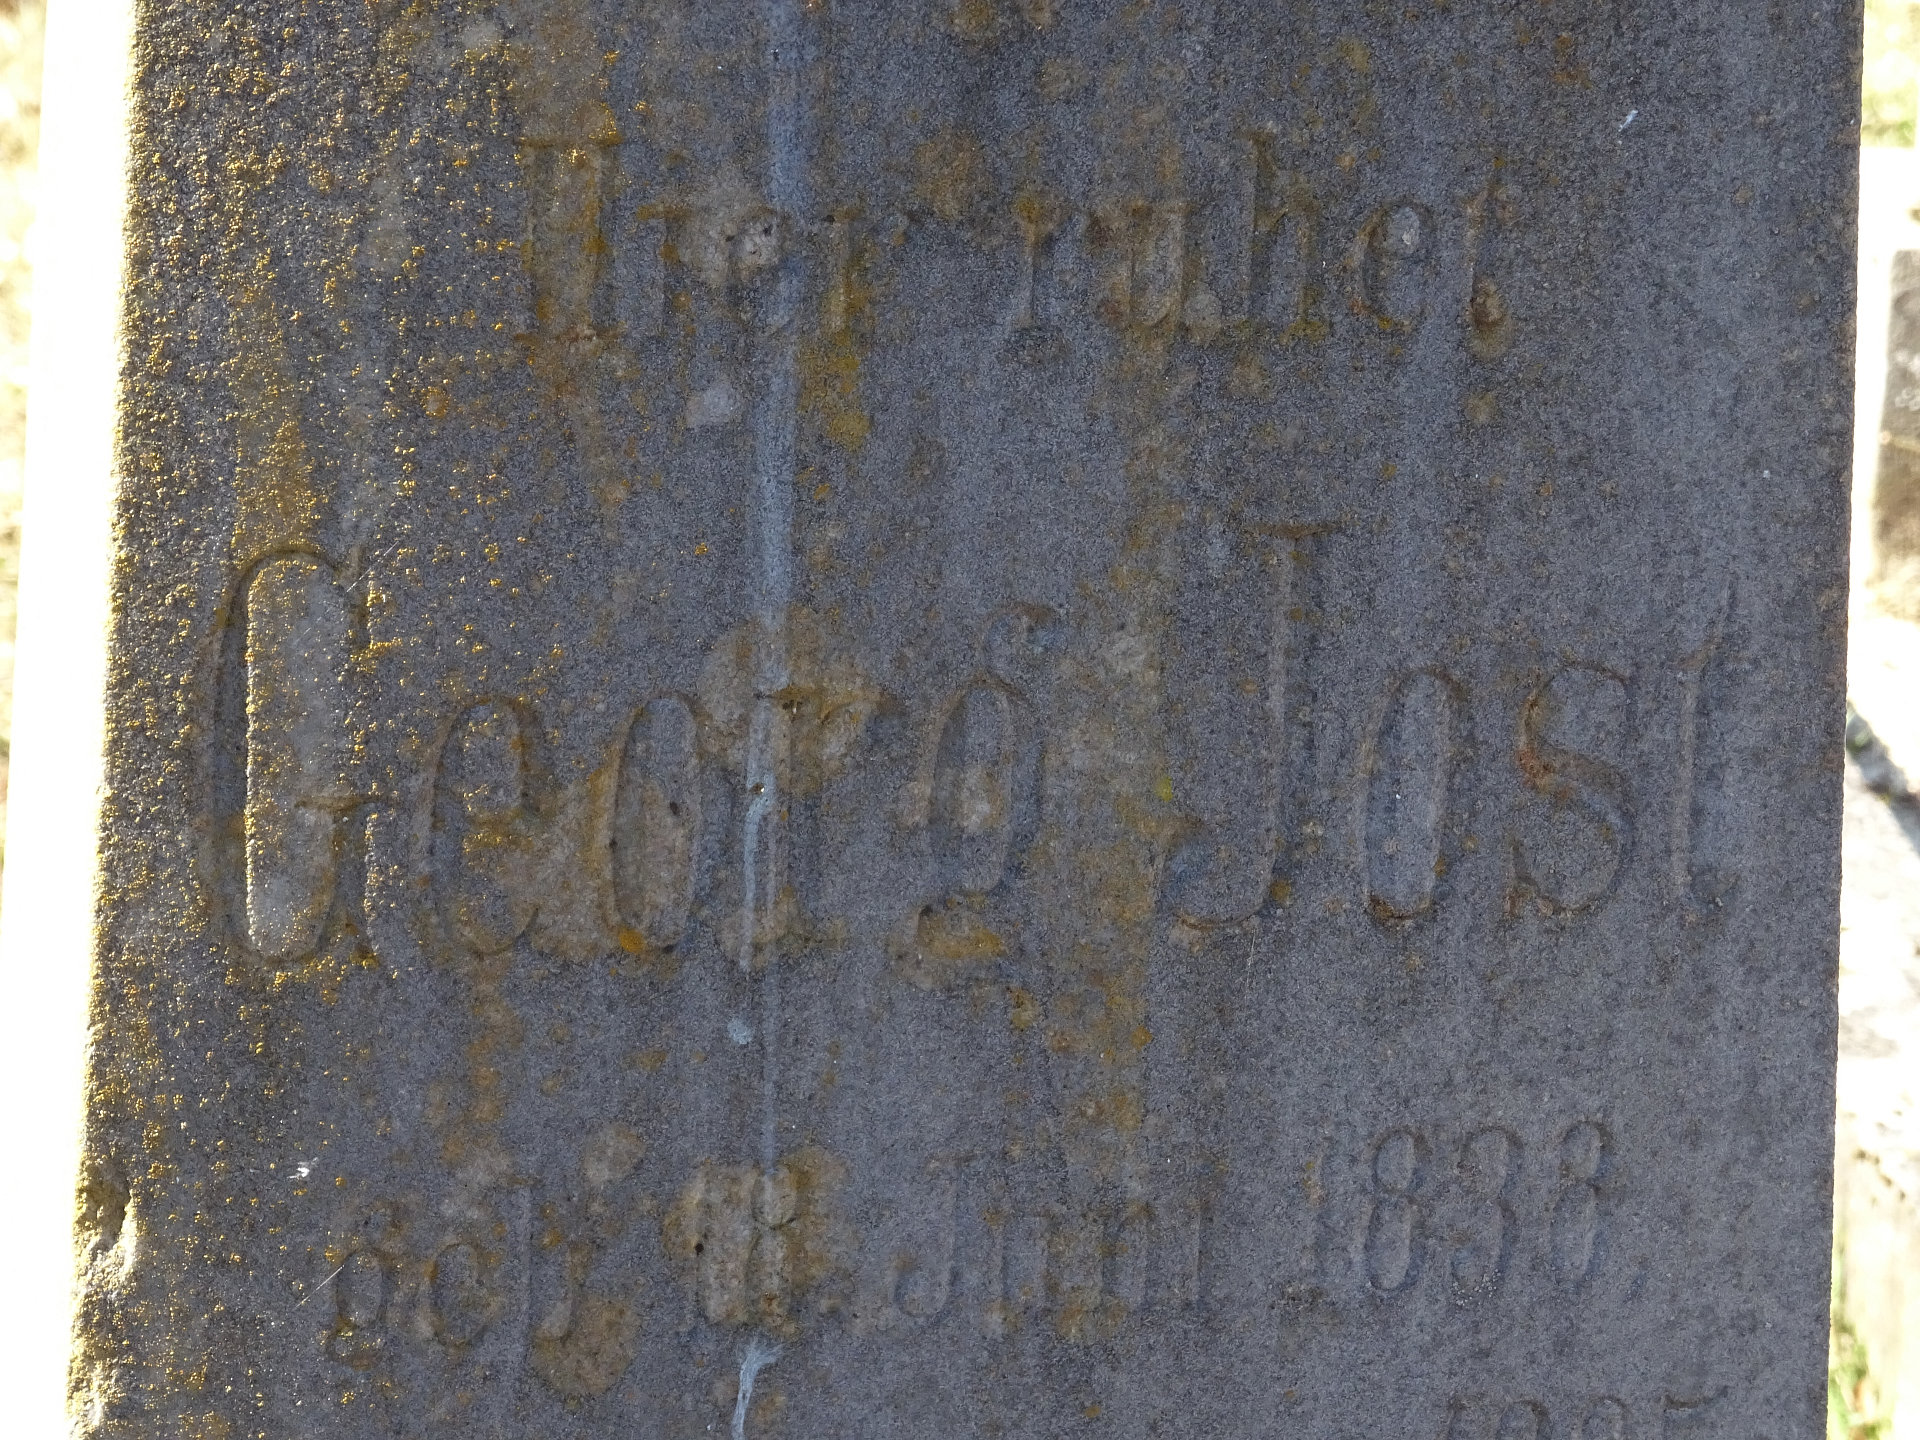 Hier ruhet
Georg Jost
geb. Juni 1838